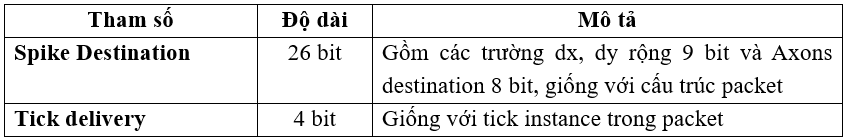 Tham số Độ dài Mô tả
Spike Destination 26 bit Gồm các trường dx, dy rộng 9 bit và Axons
destination 8 bit, giống với cấu trúc packet
Tick delivery 4 bit Giống với tick instance trong packet